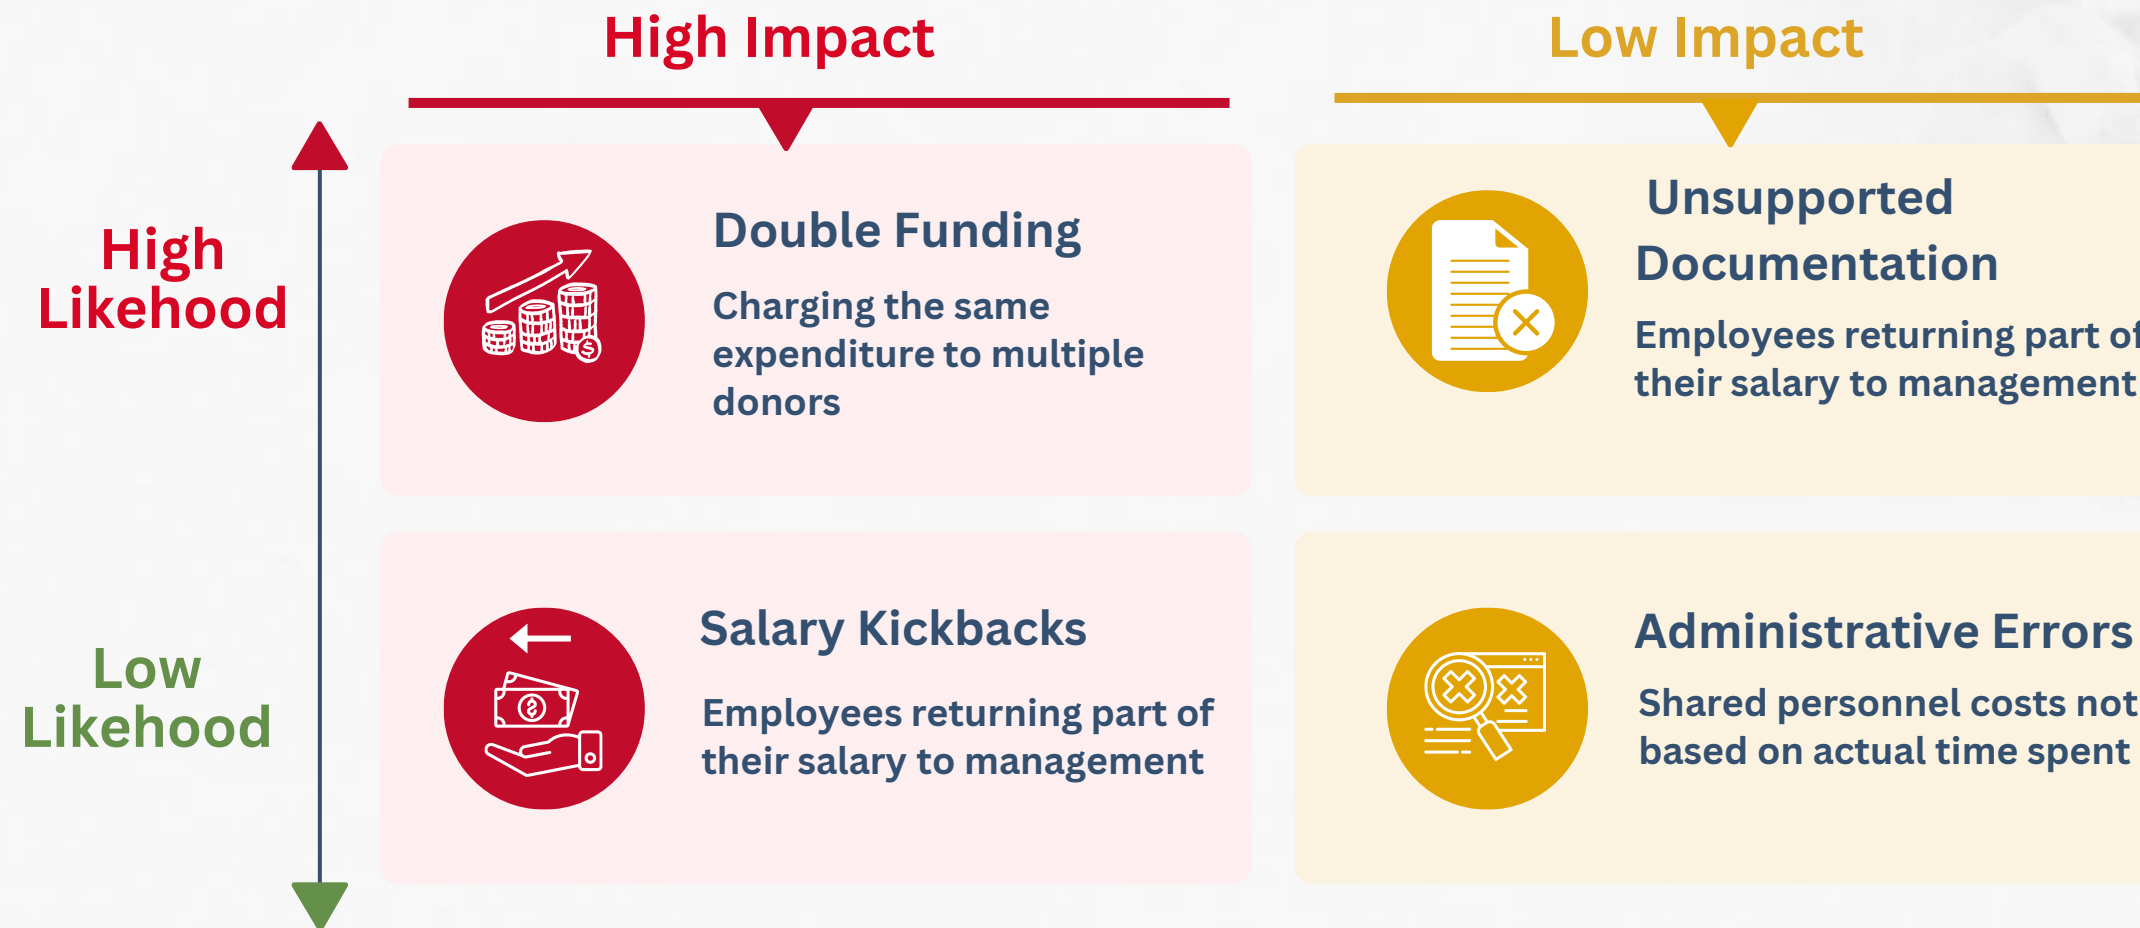 High Impact
Low Impact
High
Likehood
Double Funding
Charging the same
expenditure to multiple
donors
Unsupported
Documentation
Employees returning part of
their salary to management
Low
Likehood
Salary Kickbacks
Employees returning part of
their salary to management
Administrative Errors
Shared personnel costs not
based on actual time spent